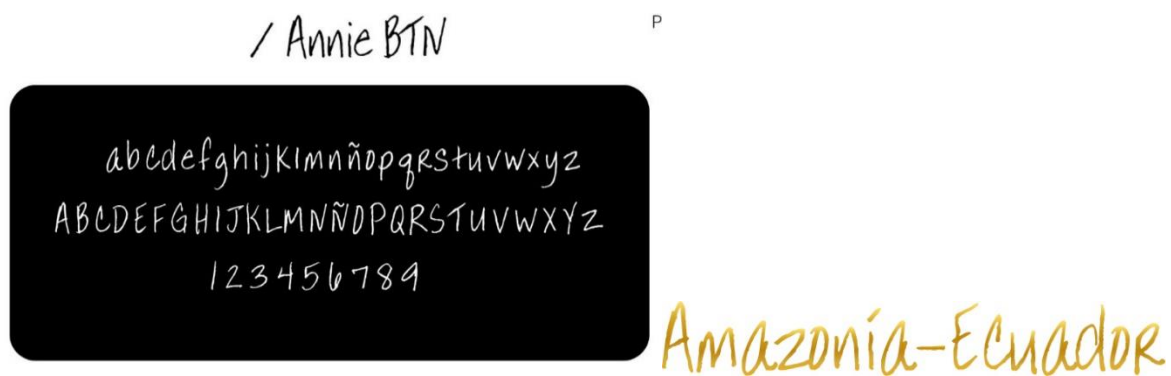 / Annie BTN
P
abcdefghijklmnñopqrstuvwxyz
ABCDEFGHIJKLMNÑOPQRSTUVWXYZ
123456789
Amazonía-Ecuador